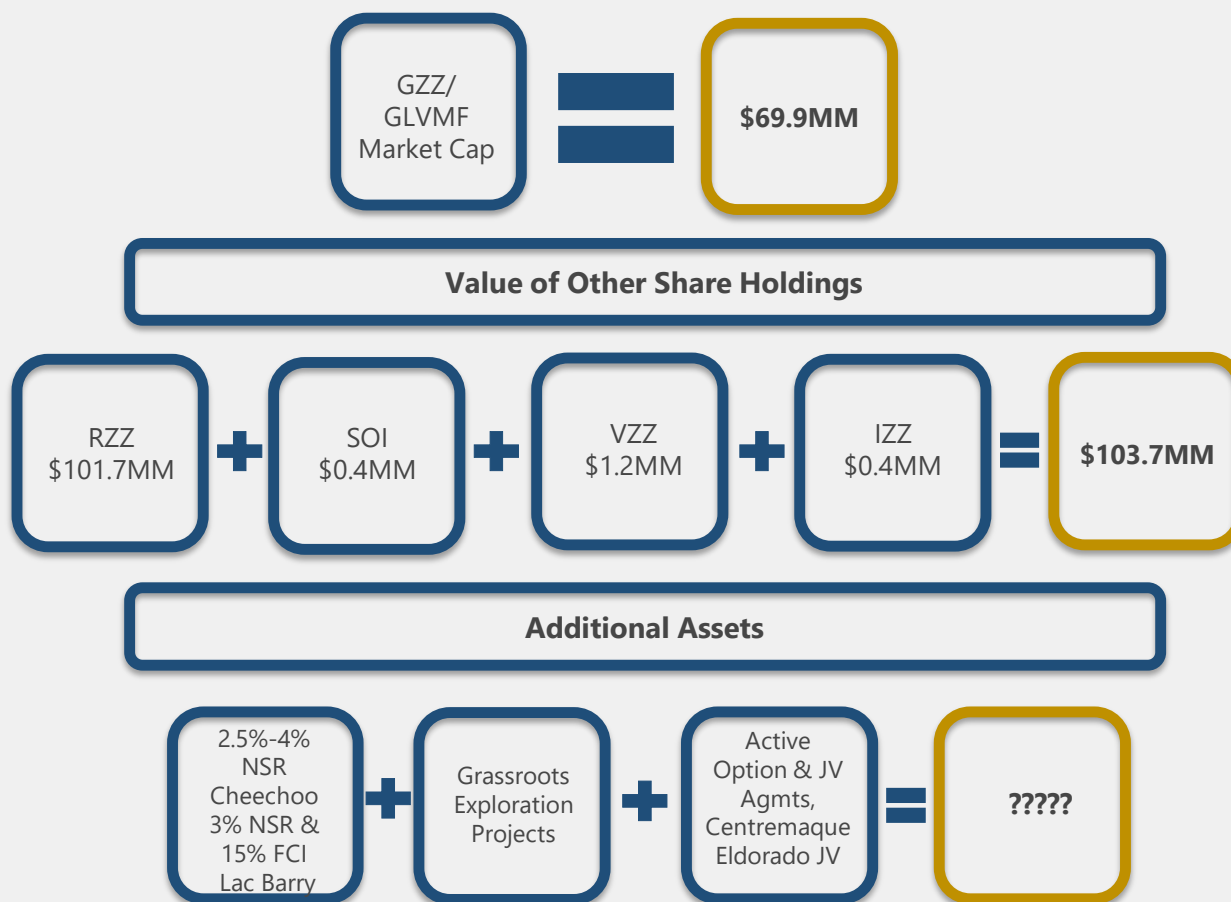 GZZ/
GLVMF
Market Cap
$69.9MM
Value of Other Share Holdings
RZZ
$101.7MM
SOI
$0.4MM
VZZ
$1.2MM
IZZ
$0.4MM
$103.7MM
Additional Assets
2.5%-4%
NSR
Cheechoo
3% NSR &
15% FCI
Lac Barry
Grassroots
Exploration
Projects
Active
Option & JV
Agmts,
Centremaque
Eldorado JV
?????